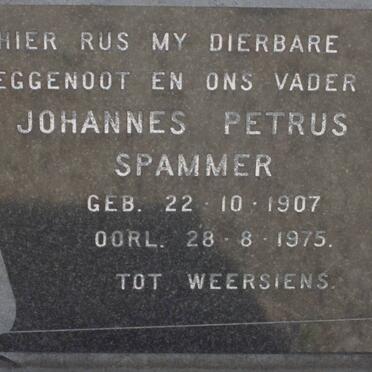 HIER RUS MY DIERBARE
EGGENOOT EN ONS VADER
JOHANNES PETRUS
SPAMMER
GEB. 22·10·1907
OORL. 28·8·1975.
TOT WEERSIENS.